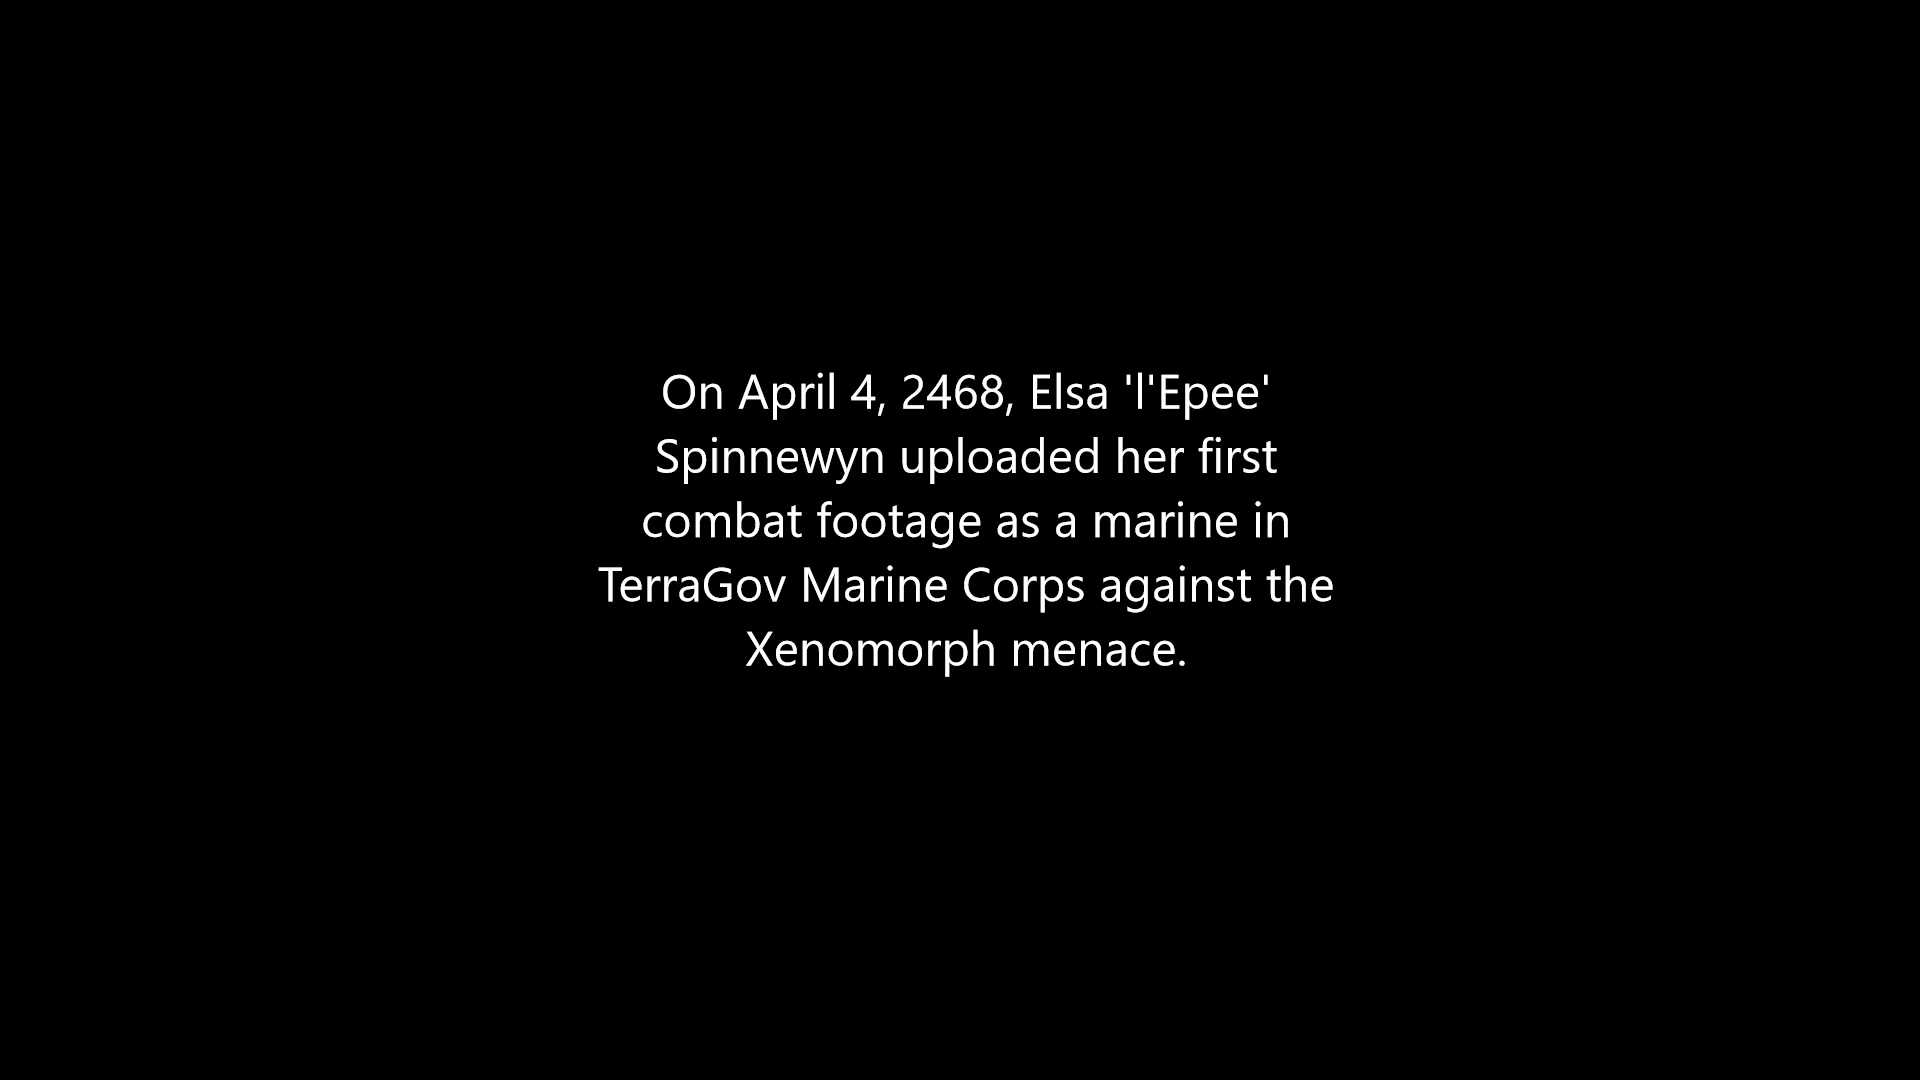 On April 4, 2468, Elsa 'l'Epee'
Spinnewyn uploaded her first
combat footage as a marine in
TerraGov Marine Corps against the
Xenomorph menace.